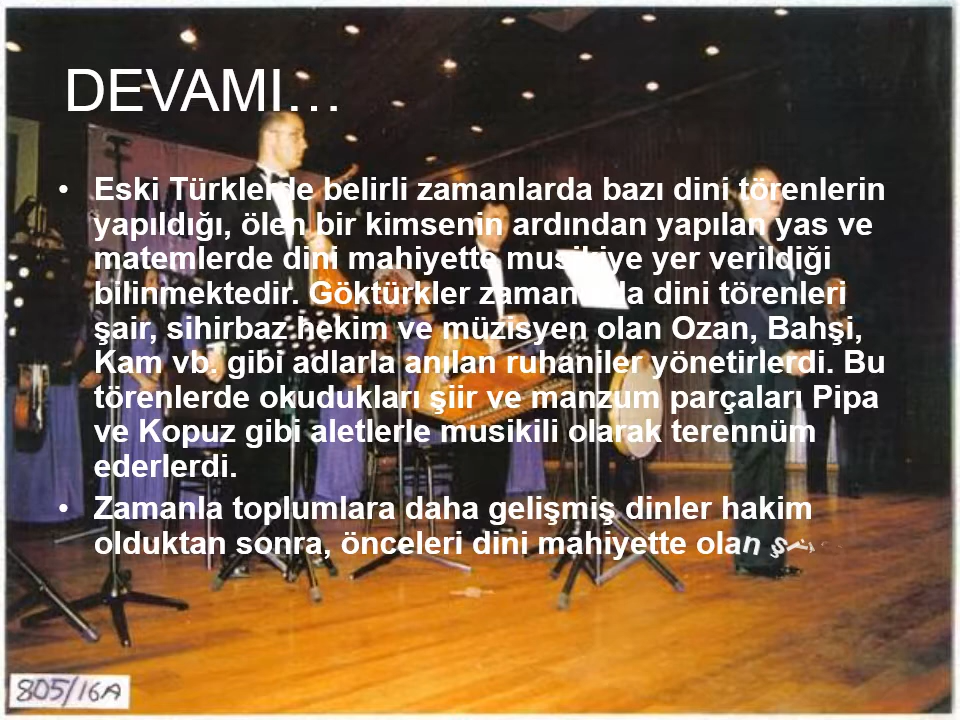 DEVAMI…
• Eski Türklerde belirli zamanlarda bazı dini törenlerin
yapıldığı, ölen bir kimsenin ardından yapılan yas ve
matemlerde dini mahiyette musikiye yer verildiği
bilinmektedir. Göktürkler zamanında dini törenleri
şair, sihirbaz hekim ve müzisyen olan Ozan, Bahşi,
Kam vb. gibi adlarla anılan ruhaniler yönetirlerdi. Bu
törenlerde okudukları şiir ve manzum parçaları Pipa
ve Kopuz gibi aletlerle musikili olarak terennüm
ederlerdi.
• Zamanla toplumlara daha gelişmiş dinler hakim
olduktan sonra, önceleri dini mahiyette olan
805/16A